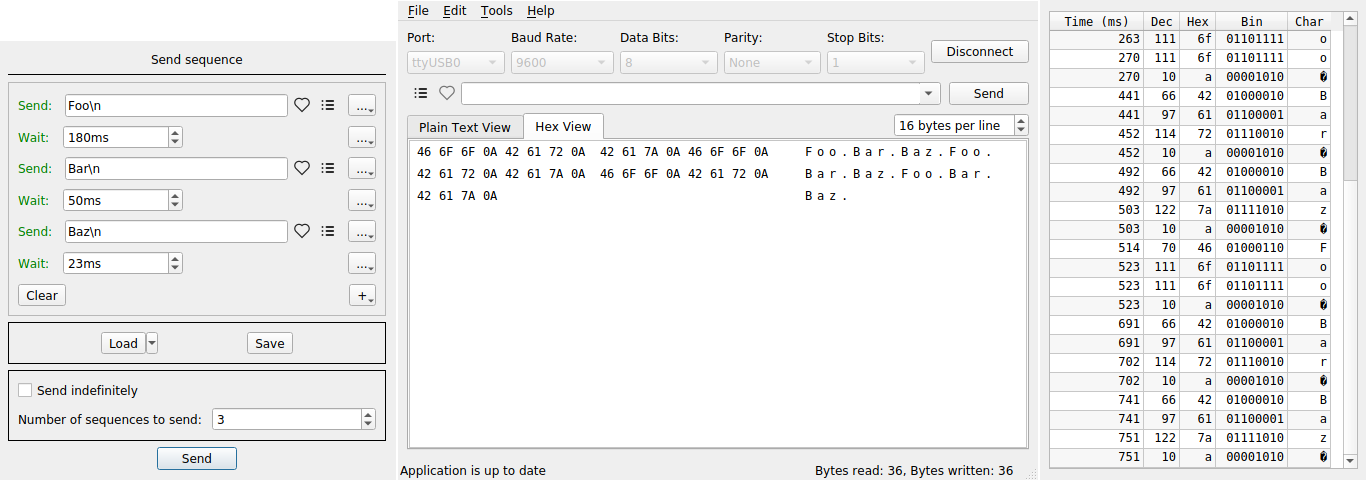 Send sequence
Send: Foo\n ...
Wait: 180ms ...
Send: Bar\n ...
Wait: 50ms ...
Send: Baz\n ...
Wait: 23ms ...
Clear +
Load Save
Send indefinitely
Number of sequences to send: 3
Send
File Edit Tools Help
Port: Baud Rate: Data Bits: Parity: Stop Bits:
ttyUSB0 9600 8 None 1 Disconnect
Send
Plain Text View Hex View 16 bytes per line
46 6F 6F 0A 42 61 72 0A 42 61 7A 0A 46 6F 6F 0A Foo.Bar.Baz.Foo.
42 61 72 0A 42 61 7A 0A 46 6F 6F 0A 42 61 72 0A Bar.Baz.Foo.Bar.
42 61 7A 0A Baz.
Application is up to date Bytes read: 36, Bytes written: 36
Time (ms) Dec Hex Bin Char
263 111 6f 01101111 o
270 111 6f 01101111 o
270 10 a 00001010 �
441 66 42 01000010 B
441 97 61 01100001 a
452 114 72 01110010 r
452 10 a 00001010 �
492 66 42 01000010 B
492 97 61 01100001 a
503 122 7a 01111010 z
503 10 a 00001010 �
514 70 46 01000110 F
523 111 6f 01101111 o
523 111 6f 01101111 o
523 10 a 00001010 �
691 66 42 01000010 B
691 97 61 01100001 a
702 114 72 01110010 r
702 10 a 00001010 �
741 66 42 01000010 B
741 97 61 01100001 a
751 122 7a 01111010 z
751 10 a 00001010 �